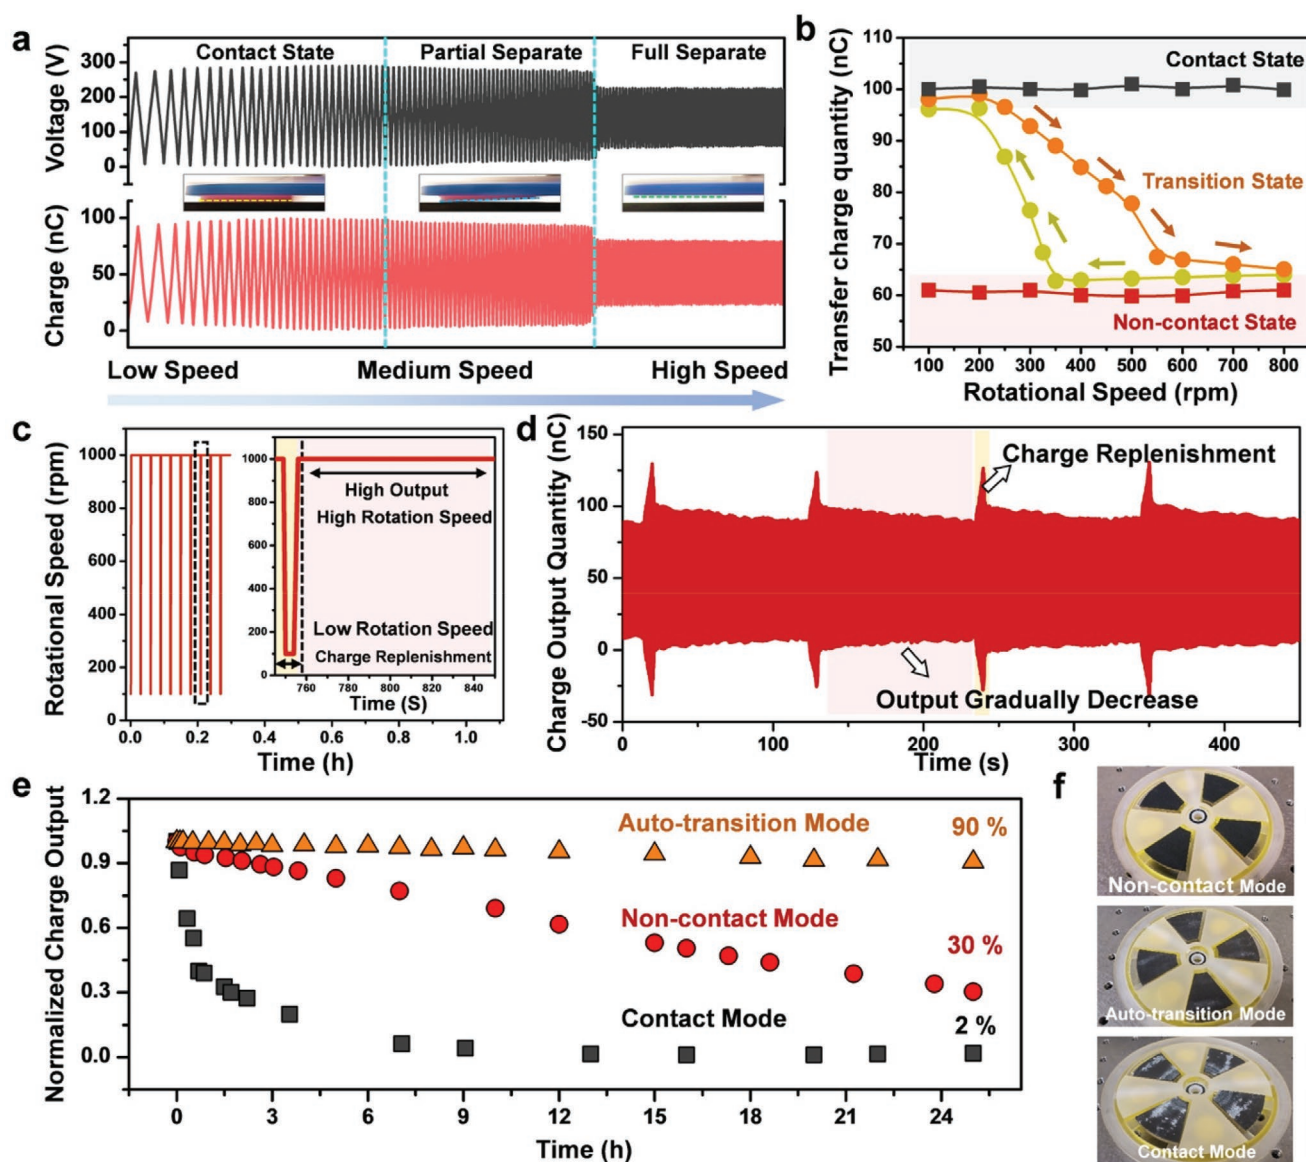 a
Contact State Partial Separate Full Separate
Voltage (V)
300
200
100
0
Charge (nC)
100
50
0
Low Speed Medium Speed High Speed
b
Transfer charge quantity (nC)
110
100
90
80
70
60
50
Contact State
Transition State
Non-contact State
100 200 300 400 500 600 700 800
Rotational Speed (rpm)
c
Rotational Speed (rpm)
1000
800
600
400
200
0
0.0 0.2 0.4 0.6 0.8 1.0
Time (h)
1000
800
600
400
200
0
High Output
High Rotation Speed
Low Rotation Speed
Charge Replenishment
760 780 800 820 840
Time (S)
d
Charge Output Quantity (nC)
150
100
50
0
-50
Charge Replenishment
Output Gradually Decrease
0 100 200 300 400
Time (s)
e
Normalized Charge Output
1.2
0.9
0.6
0.3
0.0
Auto-transition Mode 90 %
Non-contact Mode
30 %
Contact Mode 2 %
0 3 6 9 12 15 18 21 24
Time (h)
f
Non-contact Mode
Auto-transition Mode
Contact Mode